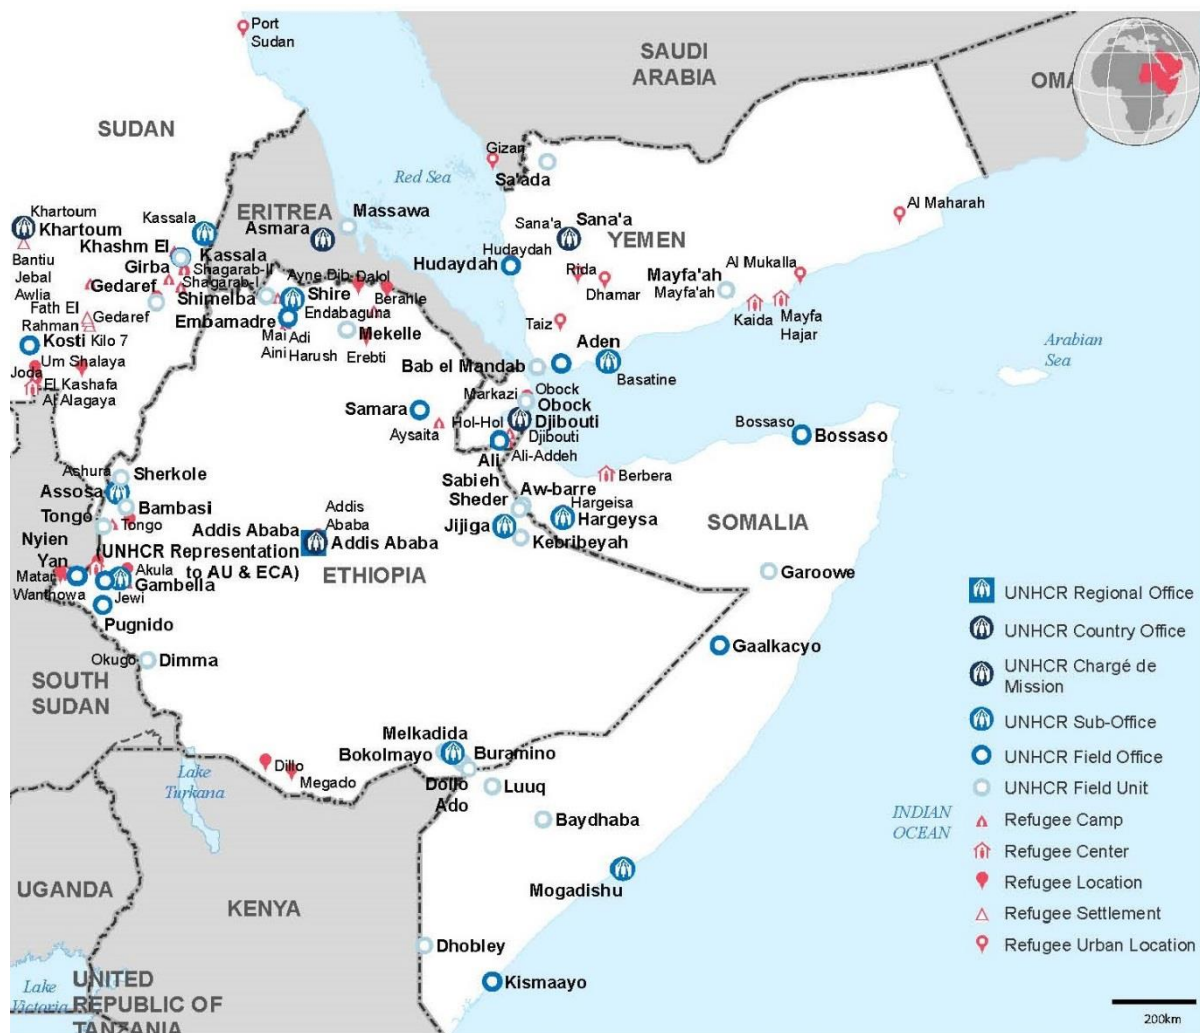 Port
Sudan
SAUDI
ARABIA
OMA
SUDAN
Gizan
Sa'ada
Red Sea
ERITREA
Massawa
Asmara
Khartoum
Khartoum
Bantiu
Jebal
Awlia
Fath El
Rahman
Kassala
Khashm El
Girba
Kassala
Shagarab-II
Shagarab-I
Gedaref
Gedaref
Shimelba
Ayne Dib
Dalol
Berahle
Shire
Endabaguna
Embamadre
Mai
Aini
Adi
Harush
Mekelle
Erebti
Kosti
Kilo 7
Um Shalaya
Joda
El Kashafa
Al Alagaya
Sana'a
Sana'a
YEMEN
Hudaydah
Hudaydah
Rida
Dhamar
Mayfa'ah
Mayfa'ah
Al Mukalla
Al Maharah
Kaida
Mayfa
Hajar
Taiz
Aden
Basatine
Bab el Mandab
Arabian
Sea
Markazi
Obock
Obock
Samara
Aysaita
Hol-Hol
Djibouti
Djibouti
Ali-Addeh
Ali
Sabieh
Bossaso
Bossaso
Berbera
Ashura
Sherkole
Assosa
Bambasi
Tongo
Tongo
Aw-barre
Sheder
Hargeisa
Hargeysa
Jijiga
Kebribeyah
SOMALIA
Addis
Ababa
Addis Ababa
Addis Ababa
(UNHCR Representation
to AU & ECA)
ETHIOPIA
Nyien
Yan
Matar
Wanthowa
Akula
Gambella
Jewi
Pugnido
Okugo
Dimma
Garoowe
Gaalkacyo
SOUTH
SUDAN
Melkadida
Bokolmayo
Buramino
Dollo
Ado
Luuq
Dillo
Megado
Lake
Turkana
Baydhaba
INDIAN
OCEAN
Mogadishu
UGANDA
KENYA
Dhobley
Kismaayo
Lake
Victoria
UNITED
REPUBLIC OF
TANZANIA
UNHCR Regional Office
UNHCR Country Office
UNHCR Chargé de
Mission
UNHCR Sub-Office
UNHCR Field Office
UNHCR Field Unit
Refugee Camp
Refugee Center
Refugee Location
Refugee Settlement
Refugee Urban Location
200km